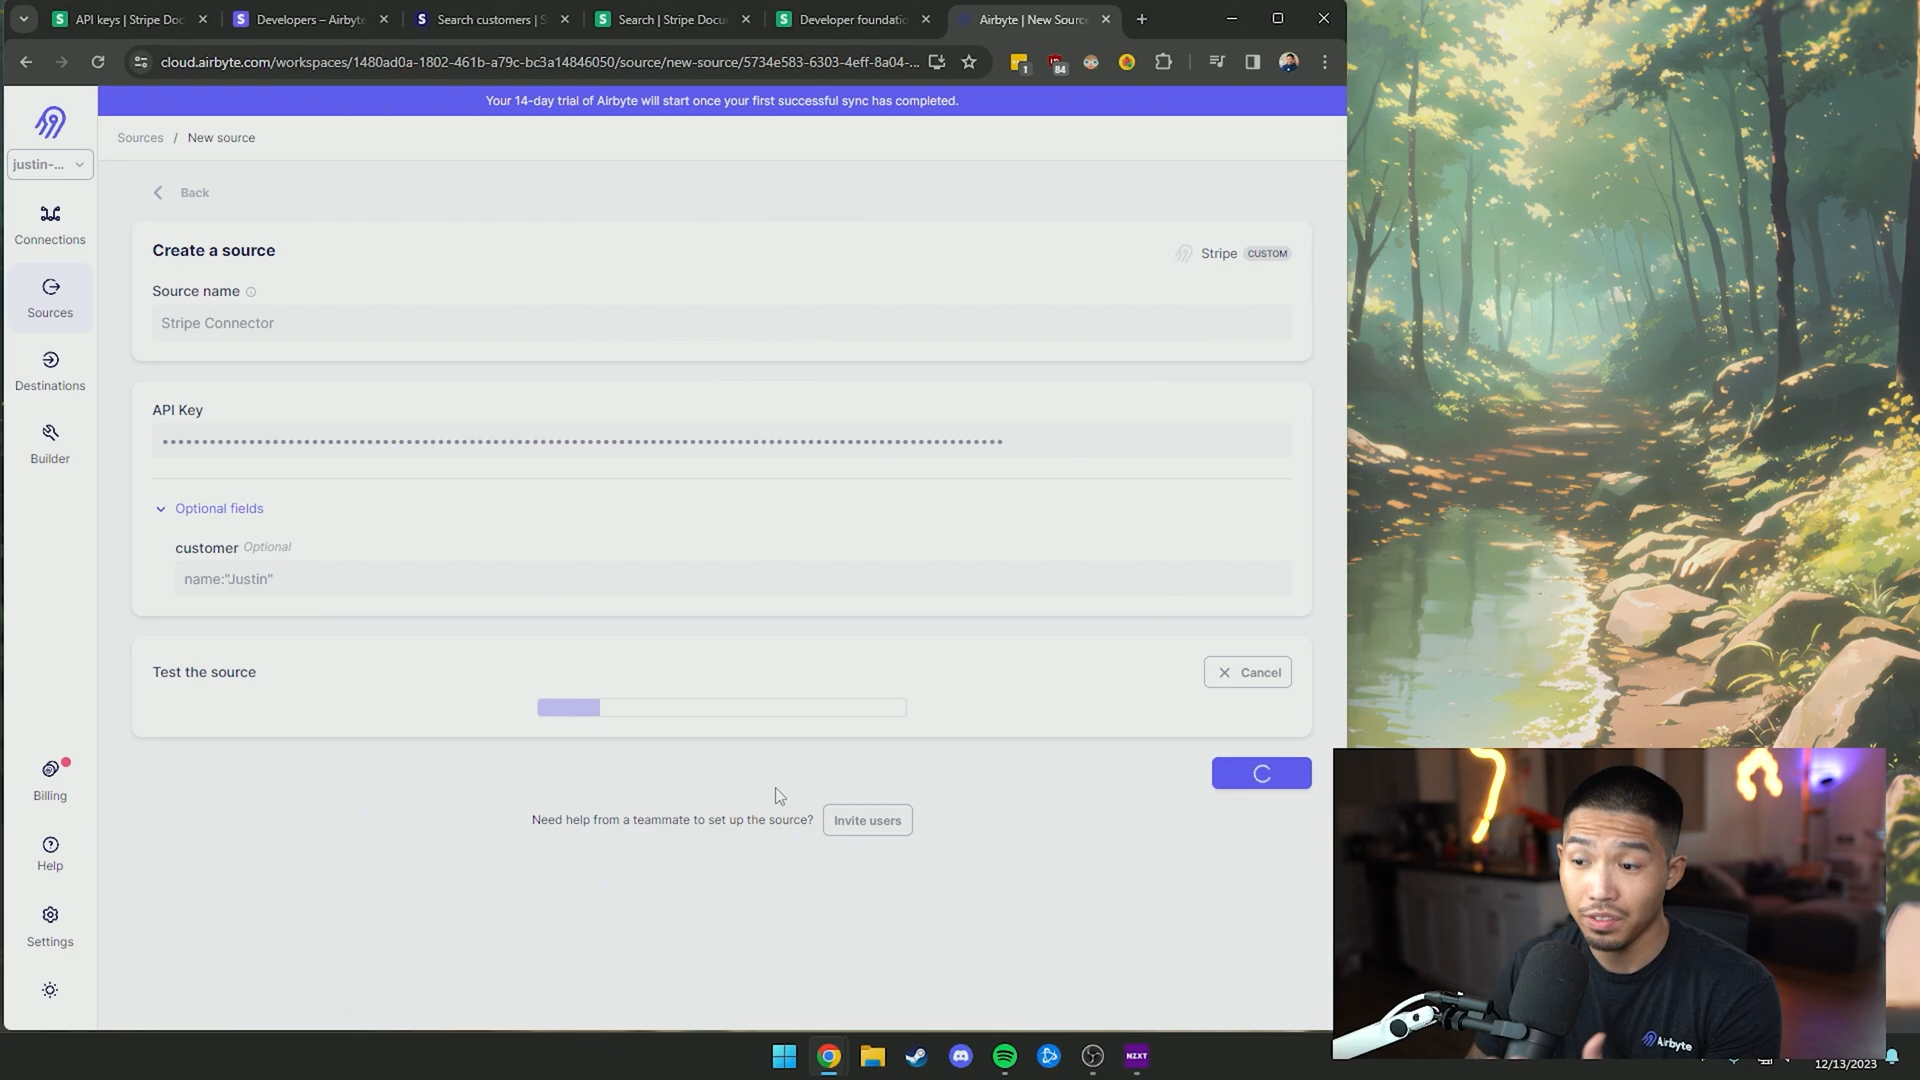 API keys | Stripe Doc
Developers – Airbyte
Search customers | S
Search | Stripe Docu
Developer foundatio
Airbyte | New Sourc
cloud.airbyte.com/workspaces/1480ad0a-1802-461b-a79c-bc3a14846050/source/new-source/5734e583-6303-4eff-8a04-...
1
84
Your 14-day trial of Airbyte will start once your first successful sync has completed.
justin-...
Sources / New source
Connections
Sources
Destinations
Builder
Billing
Help
Settings
Back
Create a source
Stripe CUSTOM
Source name
Stripe Connector
API Key
Optional fields
customer Optional
name:"Justin"
Test the source
Cancel
Need help from a teammate to set up the source?
Invite users
Airbyte
NZXT
12/13/2023